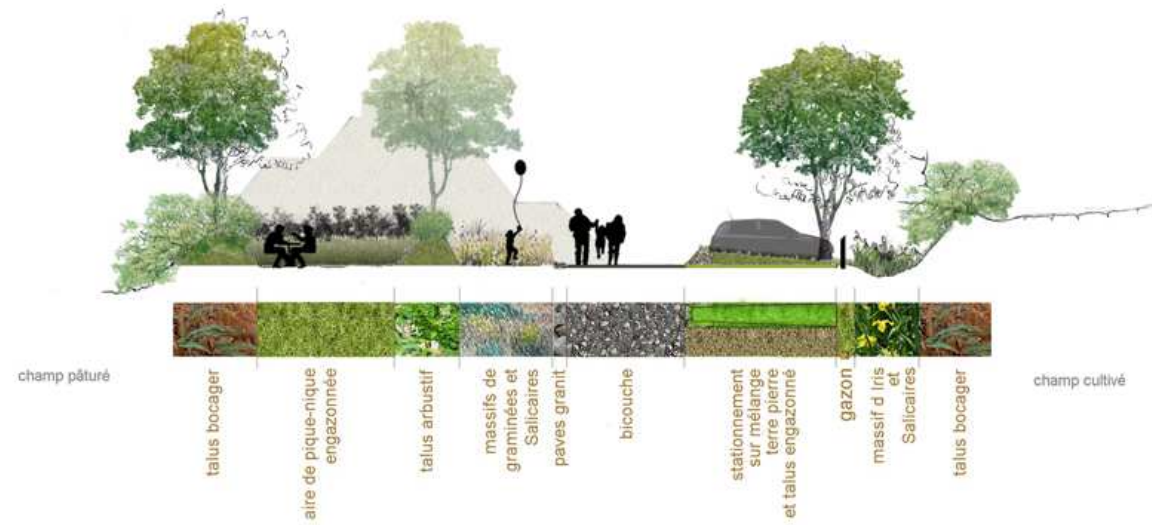 champ pâturé
talus bocager
aire de pique-nique
engazonnée
talus arbustif
massifs de
graminées et
Salicaires
paves granit
bicouche
stationnement
sur mélange
terre pierre
et talus engazonné
gazon
massif d Iris
et
Salicaires
talus bocager
champ cultivé